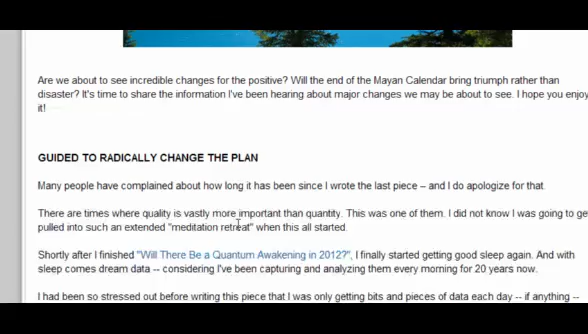 Are we about to see incredible changes for the positive? Will the end of the Mayan Calendar bring triumph rather than
disaster? It's time to share the information I've been hearing about major changes we may be about to see. I hope you enjoy
it!
GUIDED TO RADICALLY CHANGE THE PLAN
Many people have complained about how long it has been since I wrote the last piece – and I do apologize for that.
There are times where quality is vastly more important than quantity. This was one of them. I did not know I was going to get
pulled into such an extended "meditation retreat" when this all started.
Shortly after I finished "Will There Be a Quantum Awakening in 2012?", I finally started getting good sleep again. And with
sleep comes dream data -- considering I've been capturing and analyzing them every morning for 20 years now.
I had been so stressed out before writing this piece that I was only getting bits and pieces of data each day -- if anything --